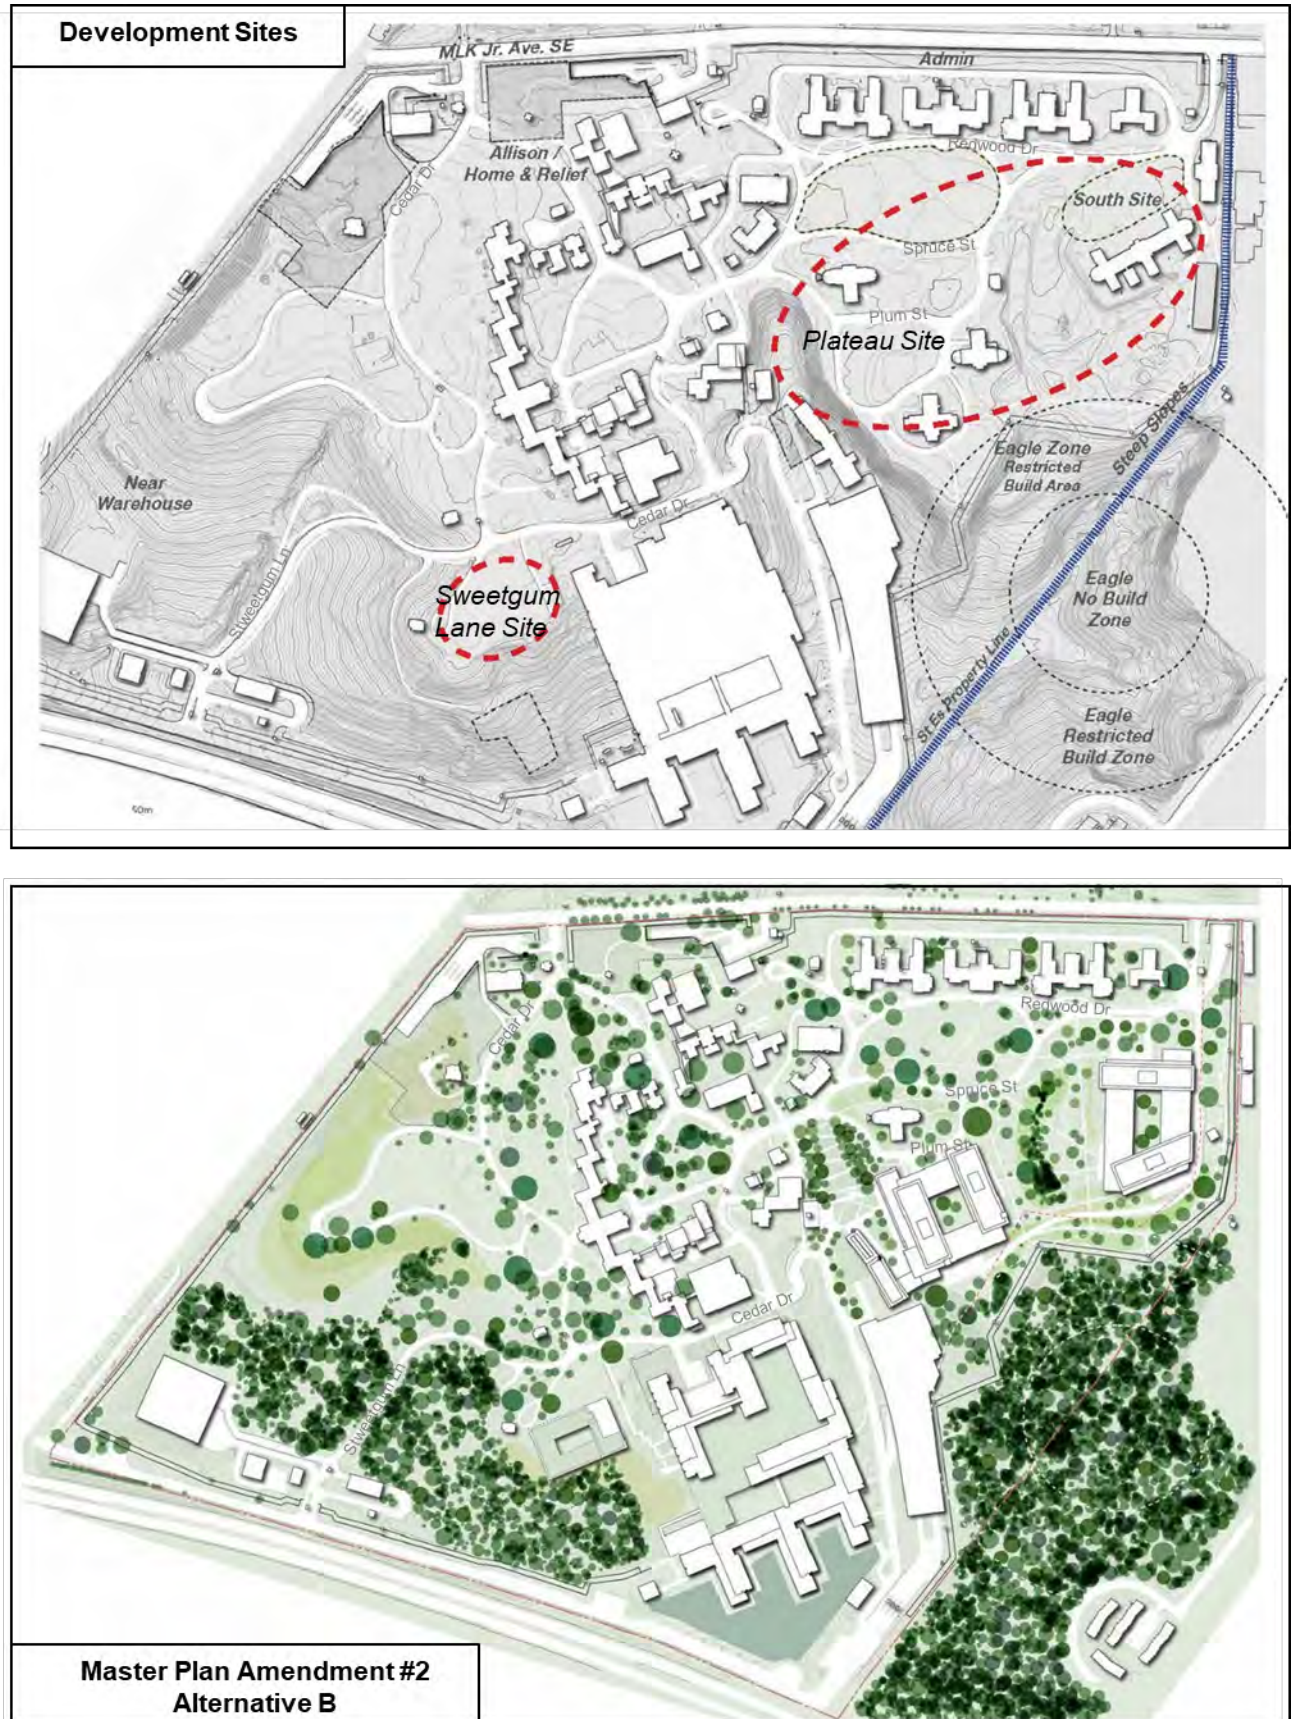 Development Sites
MLK Jr. Ave. SE
Admin
Allison /
Home & Relief
Redwood Dr
Cedar Dr
South Site
Spruce St
Plum St
Plateau Site
Steep Slopes
Eagle Zone
Restricted
Build Area
Near
Warehouse
Cedar Dr
Stweetgum Ln
Sweetgum
Lane Site
Eagle
No Build
Zone
St Es Property Line
Eagle
Restricted
Build Zone
50m
Cedar Dr
Redwood Dr
Spruce St
Plum St
Cedar Dr
Stweetgum Ln
Master Plan Amendment #2
Alternative B